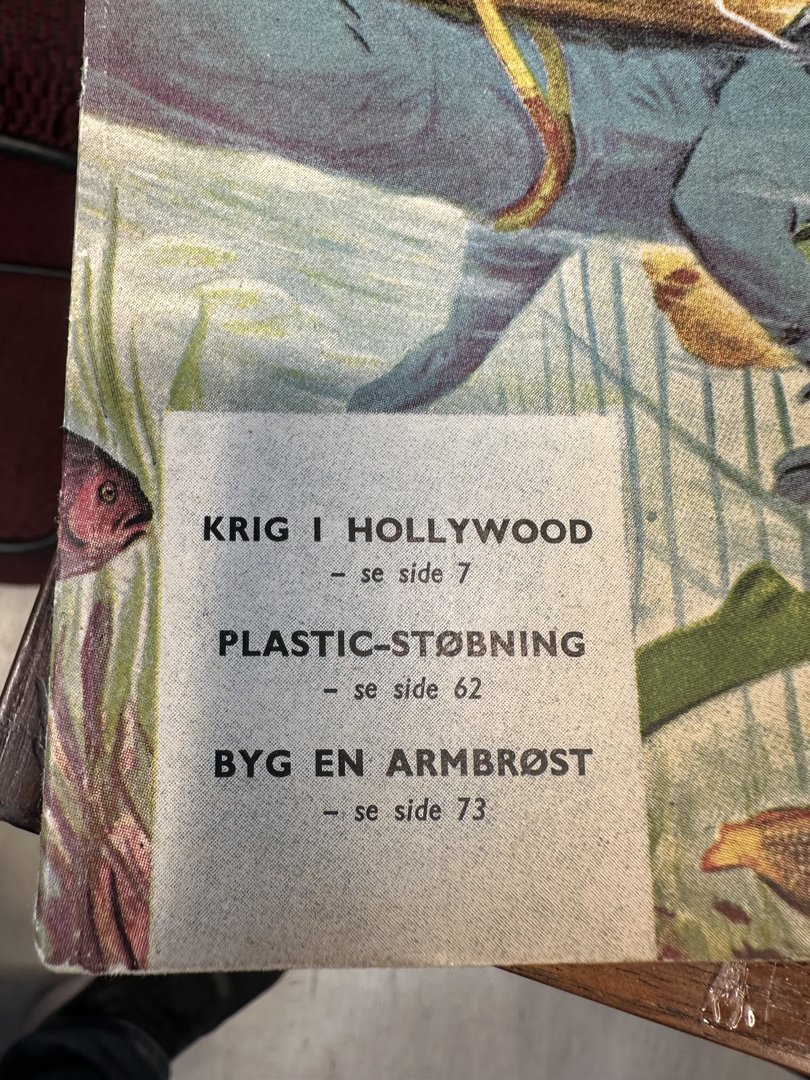 KRIG I HOLLYWOOD
– se side 7
PLASTIC–STØBNING
– se side 62
BYG EN ARMBRØST
– se side 73